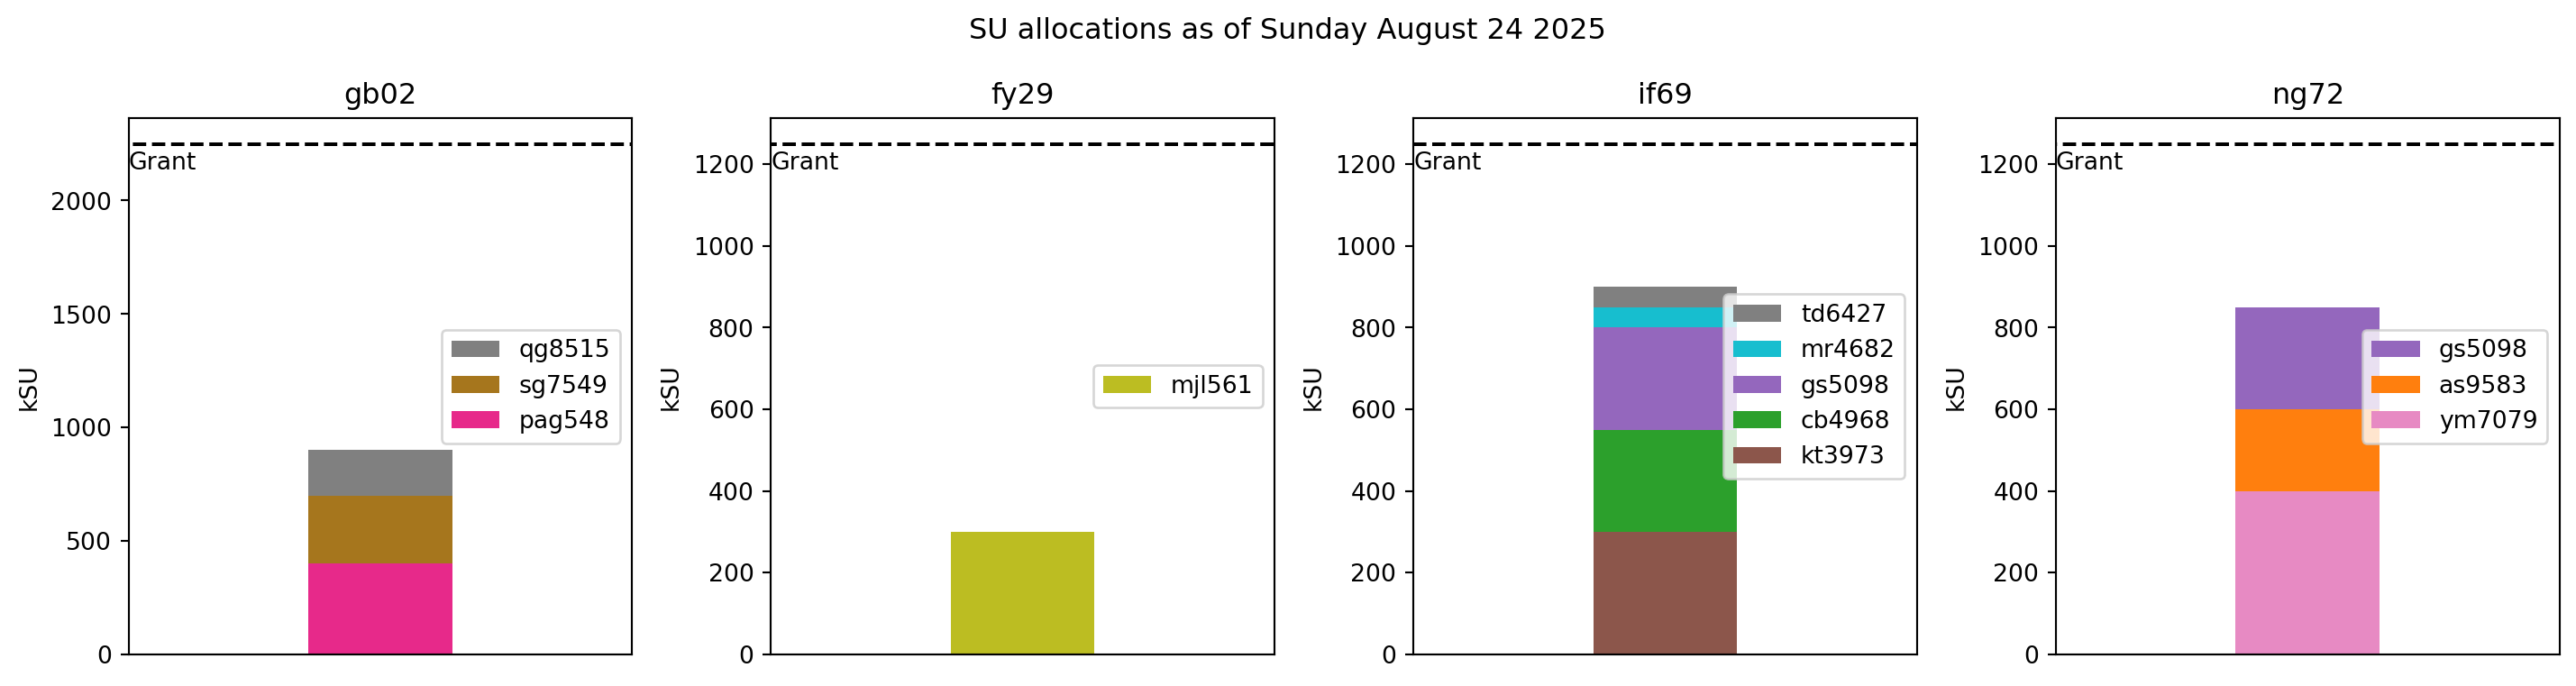 SU allocations as of Sunday August 24 2025
gb02
Grant
2000
1500
1000
500
0
kSU
qg8515
sg7549
pag548
fy29
Grant
1200
1000
800
600
400
200
0
kSU
mjl561
if69
Grant
1200
1000
800
600
400
200
0
kSU
td6427
mr4682
gs5098
cb4968
kt3973
ng72
Grant
1200
1000
800
600
400
200
0
kSU
gs5098
as9583
ym7079